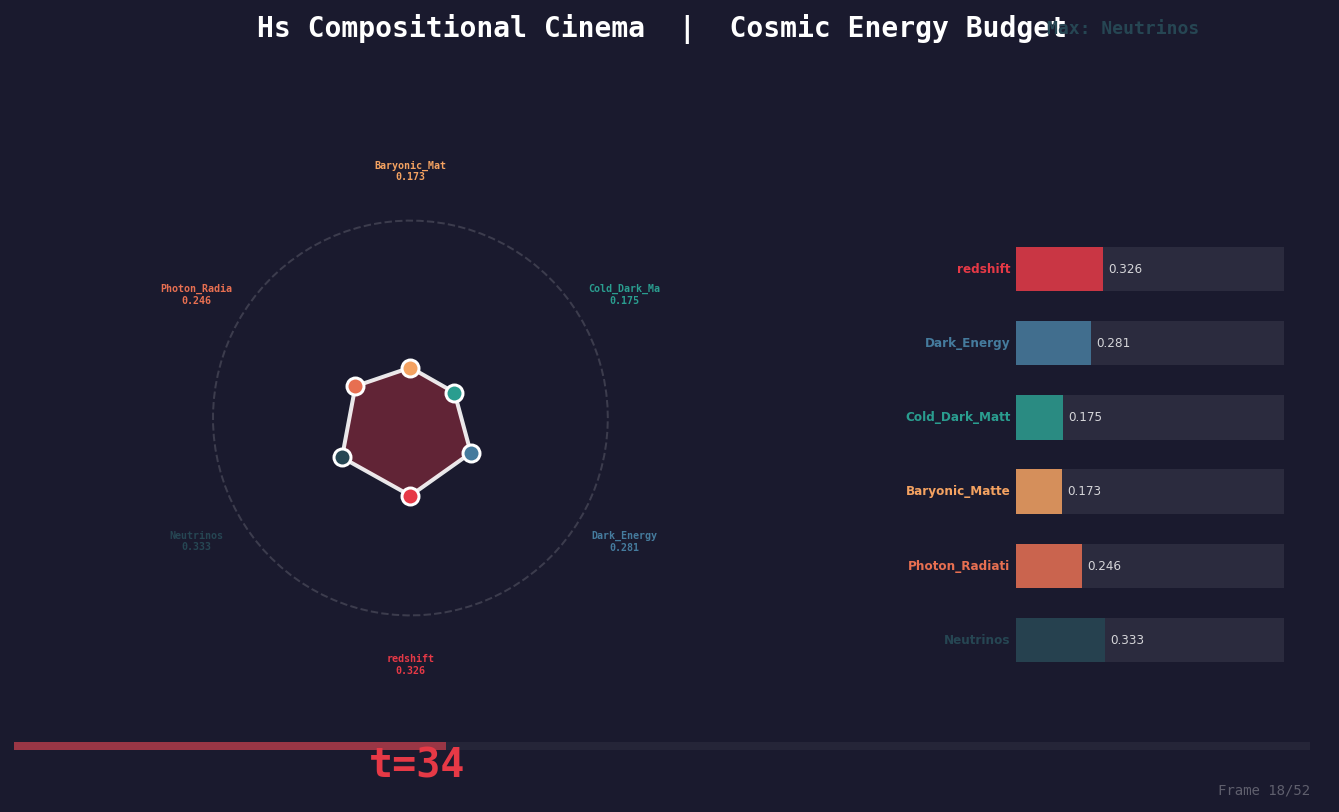 Hs Compositional Cinema | Cosmic Energy Budget
Max: Neutrinos
Baryonic_Mat
0.173
Photon_Radia
0.246
Cold_Dark_Ma
0.175
Neutrinos
0.333
Dark_Energy
0.281
redshift
0.326
redshift 0.326
Dark_Energy 0.281
Cold_Dark_Matt 0.175
Baryonic_Matte 0.173
Photon_Radiati 0.246
Neutrinos 0.333
t=34
Frame 18/52